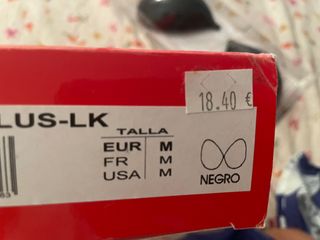 18.40 €
LUS-LK
TALLA
EUR M
FR M
USA M
NEGRO